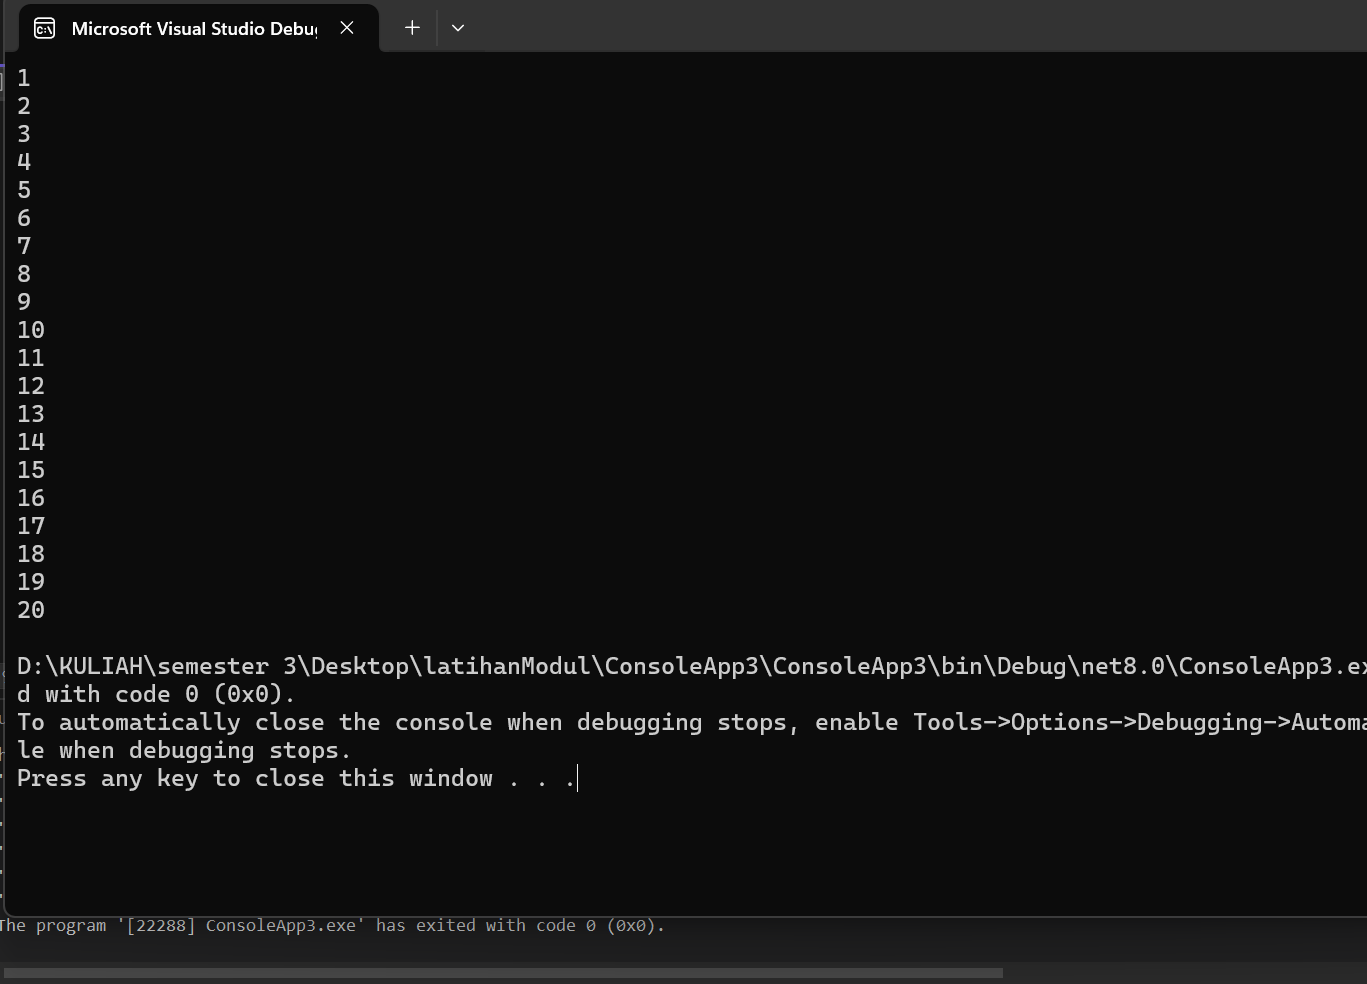 Microsoft Visual Studio Debu
1
2
3
4
5
6
7
8
9
10
11
12
13
14
15
16
17
18
19
20
D:\KULIAH\semester 3\Desktop\latihanModul\ConsoleApp3\ConsoleApp3\bin\Debug\net8.0\ConsoleApp3.ex
d with code 0 (0x0).
To automatically close the console when debugging stops, enable Tools->Options->Debugging->Automa
le when debugging stops.
Press any key to close this window . . .
The program '[22288] ConsoleApp3.exe' has exited with code 0 (0x0).